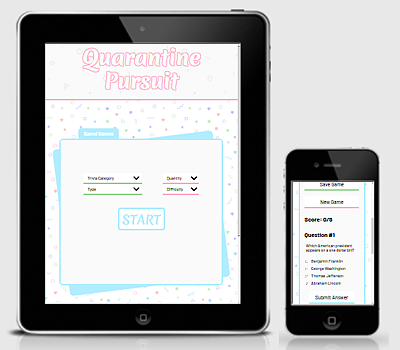 Quarantine
Pursuit
Saved Games
Trivia Category
Quantity
Type
Difficulty
START
Save Game
New Game
Score: 0/5
Question #1
Which American president
appears on a one dollar bill?
Benjamin Franklin
George Washington
Thomas Jefferson
Abraham Lincoln
Submit Answer